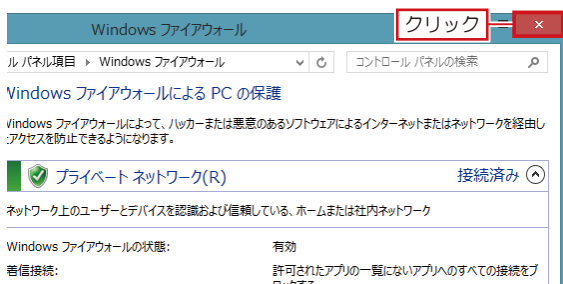 Windows ファイアウォール
クリック
ル パネル項目 ▸ Windows ファイアウォール
コントロール パネルの検索
Windows ファイアウォールによる PC の保護
Windows ファイアウォールによって、ハッカーまたは悪意のあるソフトウェアによるインターネットまたはネットワークを経由し
たアクセスを防止できるようになります。
プライベート ネットワーク(R)
接続済み
ネットワーク上のユーザーとデバイスを認識および信頼している、ホームまたは社内ネットワーク
Windows ファイアウォールの状態:
有効
着信接続:
許可されたアプリの一覧にないアプリへのすべての接続をブ
ロックする